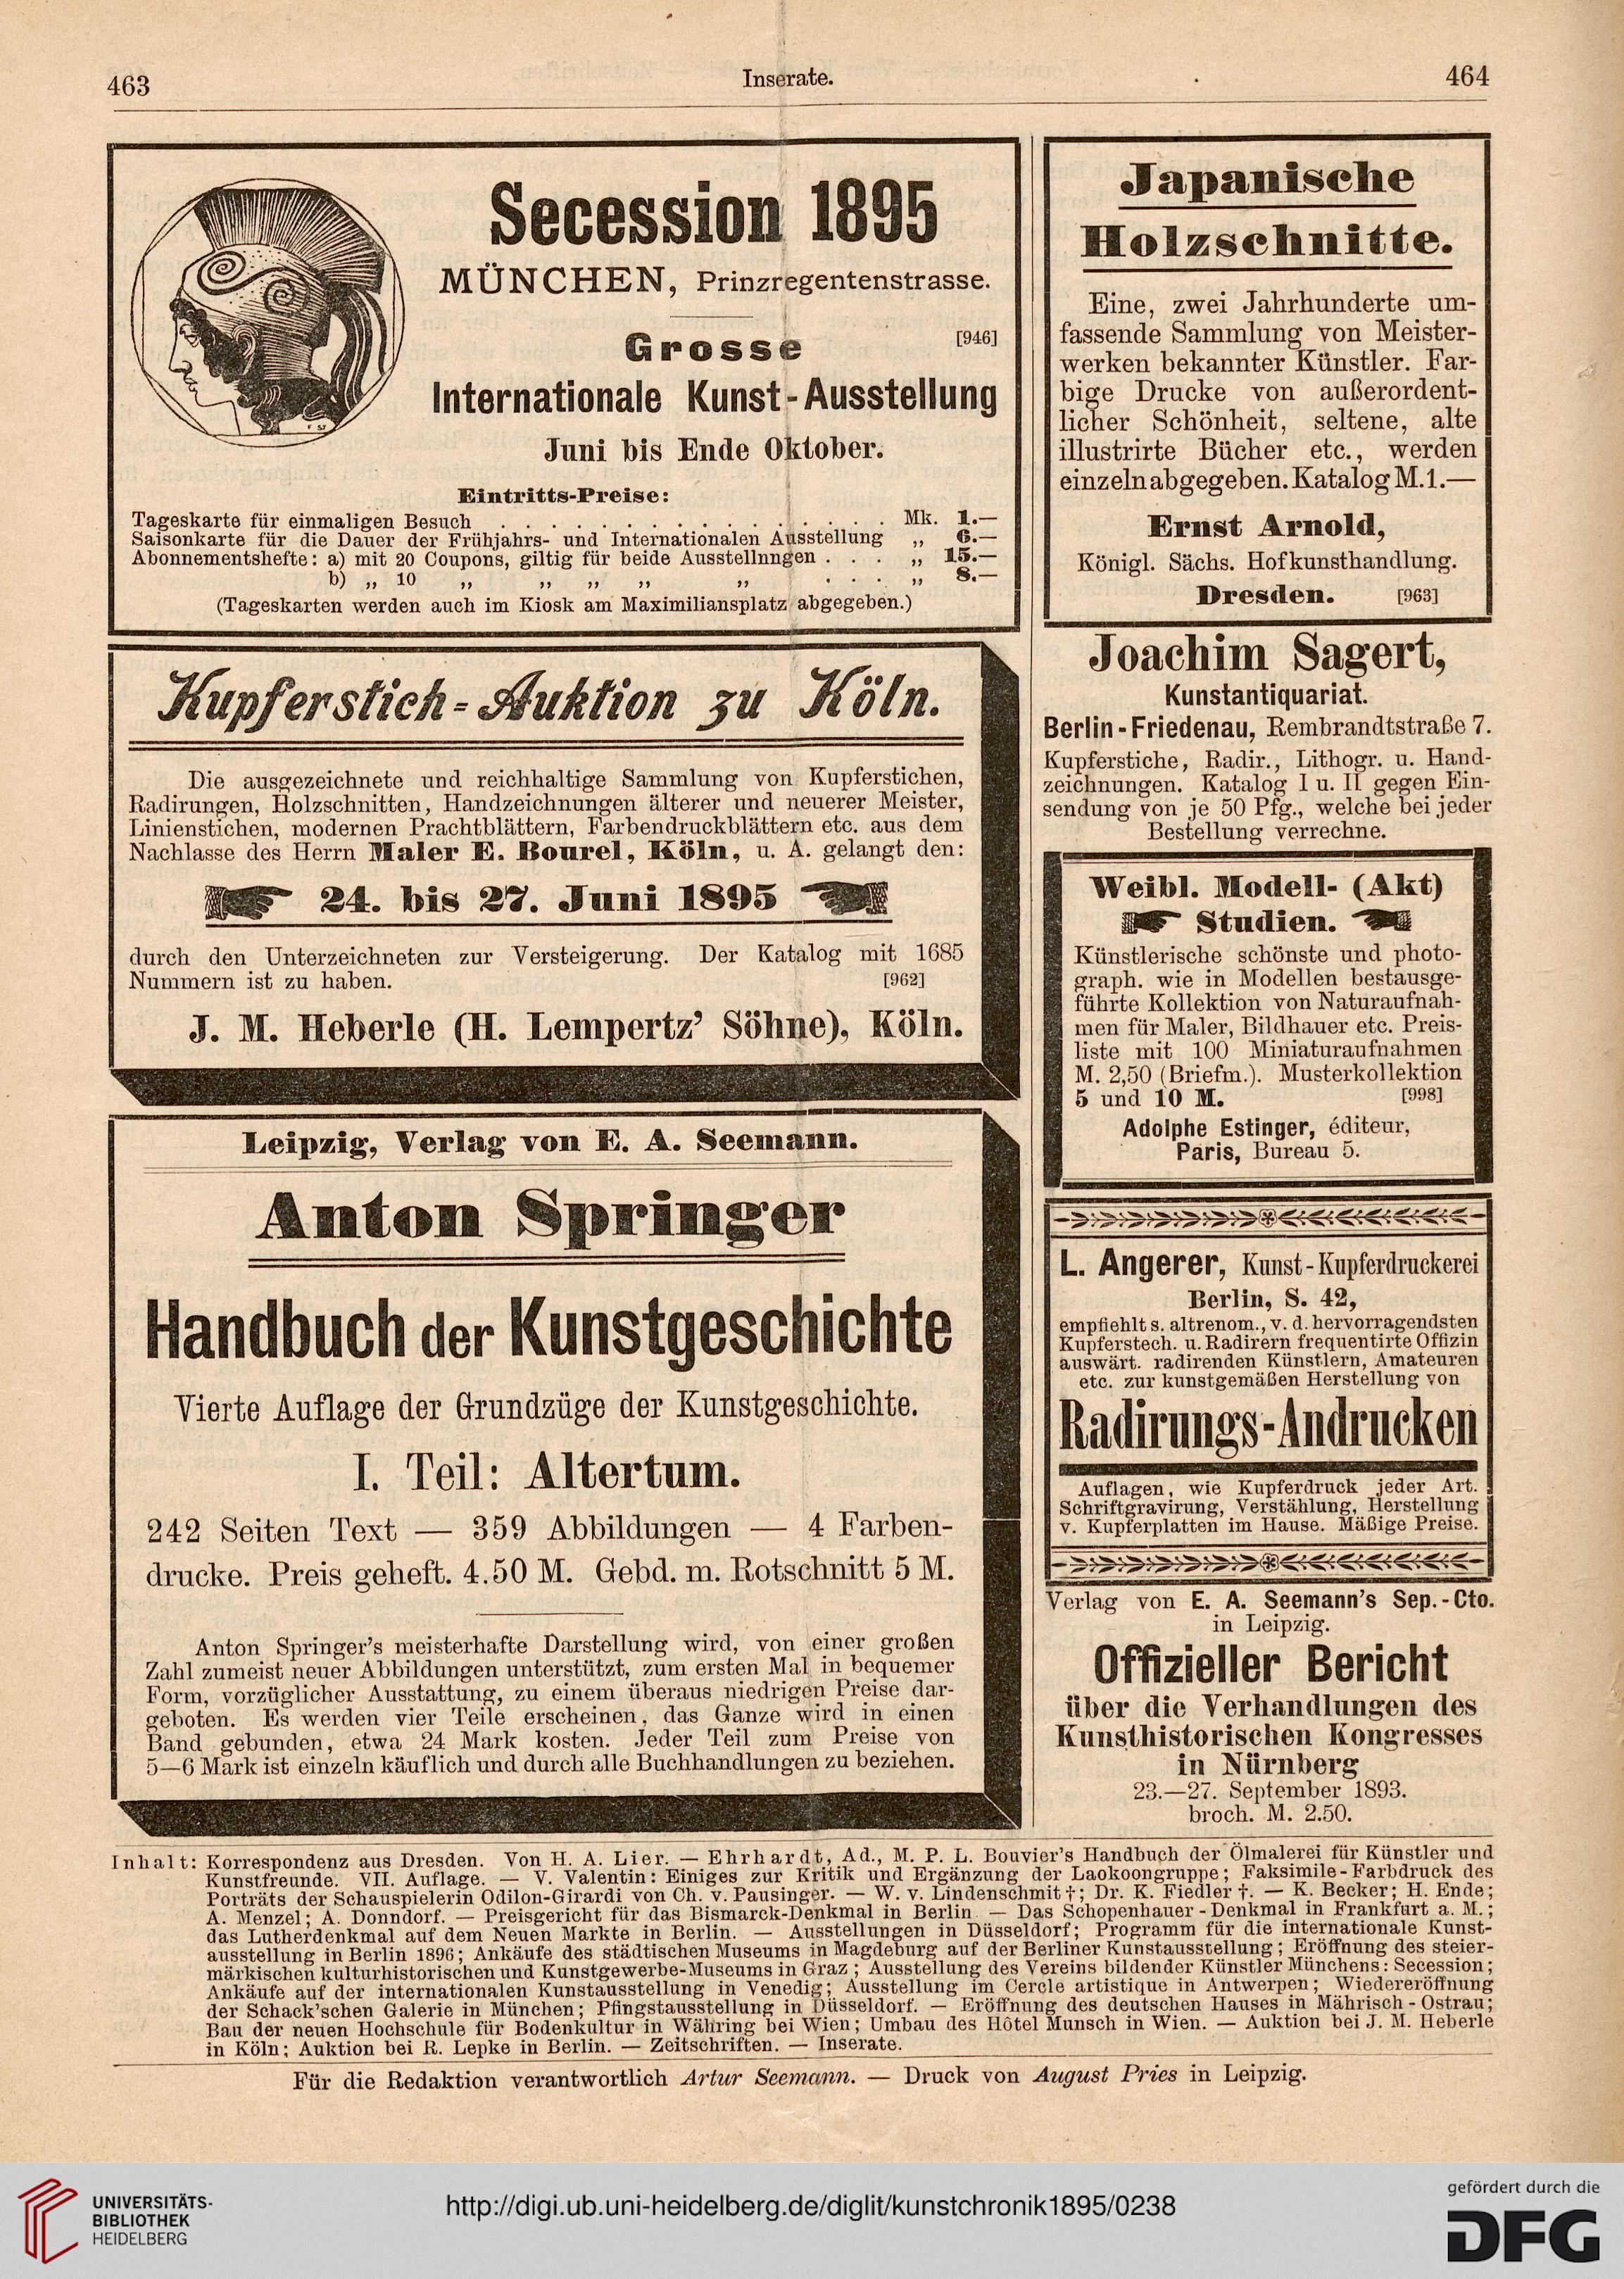 463
Inserate.
464
Secession 1895
MÜNCHEN, Prinzregentenstrasse.
Grosse
[946]
Internationale Kunst-Ausstellung
Juni bis Ende Oktober.
Eintritts-Preise:
Tageskarte für einmaligen Besuch . . . . . . . . . . . . . . . . Mk. 1.—
Saisonkarte für die Dauer der Frühjahrs- und Internationalen Ausstellung „ 6.—
Abonnementshefte: a) mit 20 Coupons, giltig für beide Ausstellnngen . . . „ 15.—
b) „ 10 „ „ „ „ „ . . . „ 8.—
(Tageskarten werden auch im Kiosk am Maximiliansplatz abgegeben.)
Kupferstich-Auktion zu Köln.
Die ausgezeichnete und reichhaltige Sammlung von Kupferstichen,
Radirungen, Holzschnitten, Handzeichnungen älterer und neuerer Meister,
Linienstichen, modernen Prachtblättern, Farbendruckblättern etc. aus dem
Nachlasse des Herrn Maler E. Bourel, Köln, u. A. gelangt den:
24. bis 27. Juni 1895
durch den Unterzeichneten zur Versteigerung. Der Katalog mit 1685
Nummern ist zu haben. [962]
J. M. Heberle (H. Lempertz’ Söhne), Köln.
Leipzig, Verlag von E. A. Seemann.
Anton Springer
Handbuch der Kunstgeschichte
Vierte Auflage der Grundzüge der Kunstgeschichte.
I. Teil: Altertum.
242 Seiten Text — 359 Abbildungen — 4 Farben-
drucke. Preis geheft. 4.50 M. Gebd. m. Rotschnitt 5 M.
Anton Springer's meisterhafte Darstellung wird, von einer großen
Zahl zumeist neuer Abbildungen unterstützt, zum ersten Mal in bequemer
Form, vorzüglicher Ausstattung, zu einem überaus niedrigen Preise dar-
geboten. Es werden vier Teile erscheinen, das Ganze wird in einen
Band gebunden, etwa 24 Mark kosten. Jeder Teil zum Preise von
5—6 Mark ist einzeln käuflich und durch alle Buchhandlungen zu beziehen.
Japanische
Holzschnitte.
Eine, zwei Jahrhunderte um-
fassende Sammlung von Meister-
werken bekannter Künstler. Far-
bige Drucke von außerordent-
licher Schönheit, seltene, alte
illustrirte Bücher etc., werden
einzeln abgegeben. Katalog M. 1.—
Ernst Arnold,
Königl. Sächs. Hofkunsthandlung.
Dresden. [963]
Joachim Sagert,
Kunstantiquariat.
Berlin-Friedenau, Rembrandtstraße 7.
Kupferstiche, Radir., Lithogr. u. Hand-
zeichnungen. Katalog I u. II gegen Ein-
sendung von je 50 Pfg., welche bei jeder
Bestellung verrechne.
Weibl. Modell- (Akt)
Studien.
Künstlerische schönste und photo-
graph. wie in Modellen bestausge-
führte Kollektion von Naturaufnah-
men für Maler, Bildhauer etc. Preis-
liste mit 100 Miniaturaufnahmen
M. 2,50 (Briefm.). Musterkollektion
5 und 10 M. [998]
Adolphe Estinger, éditeur,
Paris, Bureau 5.
L. Angerer, Kunst-Kupferdruckerei
Berlin, S. 42,
empfiehlt s. altrenom., v. d. hervorragendsten
Kupferstech. u. Radirern frequentirte Offizin
auswärt. radirenden Künstlern, Amateuren
etc. zur kunstgemäßen Herstellung von
Radirungs-Andrucken
Auflagen, wie Kupferdruck jeder Art.
Schriftgravirung, Verstählung, Herstellung
v. Kupferplatten im Hause. Mäßige Preise.
Verlag von E. A. Seemann's Sep.-Cto.
in Leipzig.
Offizieller Bericht
über die Verhandlungen des
Kunsthistorischen Kongresses
in Nürnberg
23.—27. September 1893.
broch. M. 2.50.
Inhalt: Korrespondenz aus Dresden. Von H. A. Lier. — Ehrhardt, Ad., M. P. L. Bouvier's Handbuch der Ölmalerei für Künstler und
Kunstfreunde. VII. Auflage. — V. Valentin: Einiges zur Kritik und Ergänzung der Laokoongruppe; Faksimile-Farbdruck des
Porträts der Schauspielerin Odilon-Girardi von Ch. v. Pausinger. — W. v. Lindenschmit †; Dr. K. Fiedler †. — K. Becker; H. Ende;
A. Menzel; A. Donndorf. — Preisgericht für das Bismarck-Denkmal in Berlin — Das Schopenhauer-Denkmal in Frankfurt a. M.;
das Lutherdenkmal auf dem Neuen Markte in Berlin. — Ausstellungen in Düsseldorf; Programm für die internationale Kunst-
ausstellung in Berlin 1896; Ankäufe des städtischen Museums in Magdeburg auf der Berliner Kunstausstellung; Eröffnung des steier-
märkischen kulturhistorischen und Kunstgewerbe-Museums in Graz; Ausstellung des Vereins bildender Künstler Münchens: Secession;
Ankäufe auf der internationalen Kunstausstellung in Venedig; Ausstellung im Cercle artistique in Antwerpen; Wiedereröffnung
der Schack'schen Galerie in München; Pfingstausstellung in Düsseldorf. — Eröffnung des deutschen Hauses in Mährisch-Ostrau;
Bau der neuen Hochschule für Bodenkultur in Währing bei Wien; Umbau des Hôtel Munsch in Wien. — Auktion bei J. M. Heberle
in Köln; Auktion bei R. Lepke in Berlin. — Zeitschriften. — Inserate.
Für die Redaktion verantwortlich Artur Seemann. — Druck von August Pries in Leipzig.
UNIVERSITÄTS-
BIBLIOTHEK
HEIDELBERG
http://digi.ub.uni-heidelberg.de/diglit/kunstchronik1895/0238
gefördert durch die
DFG